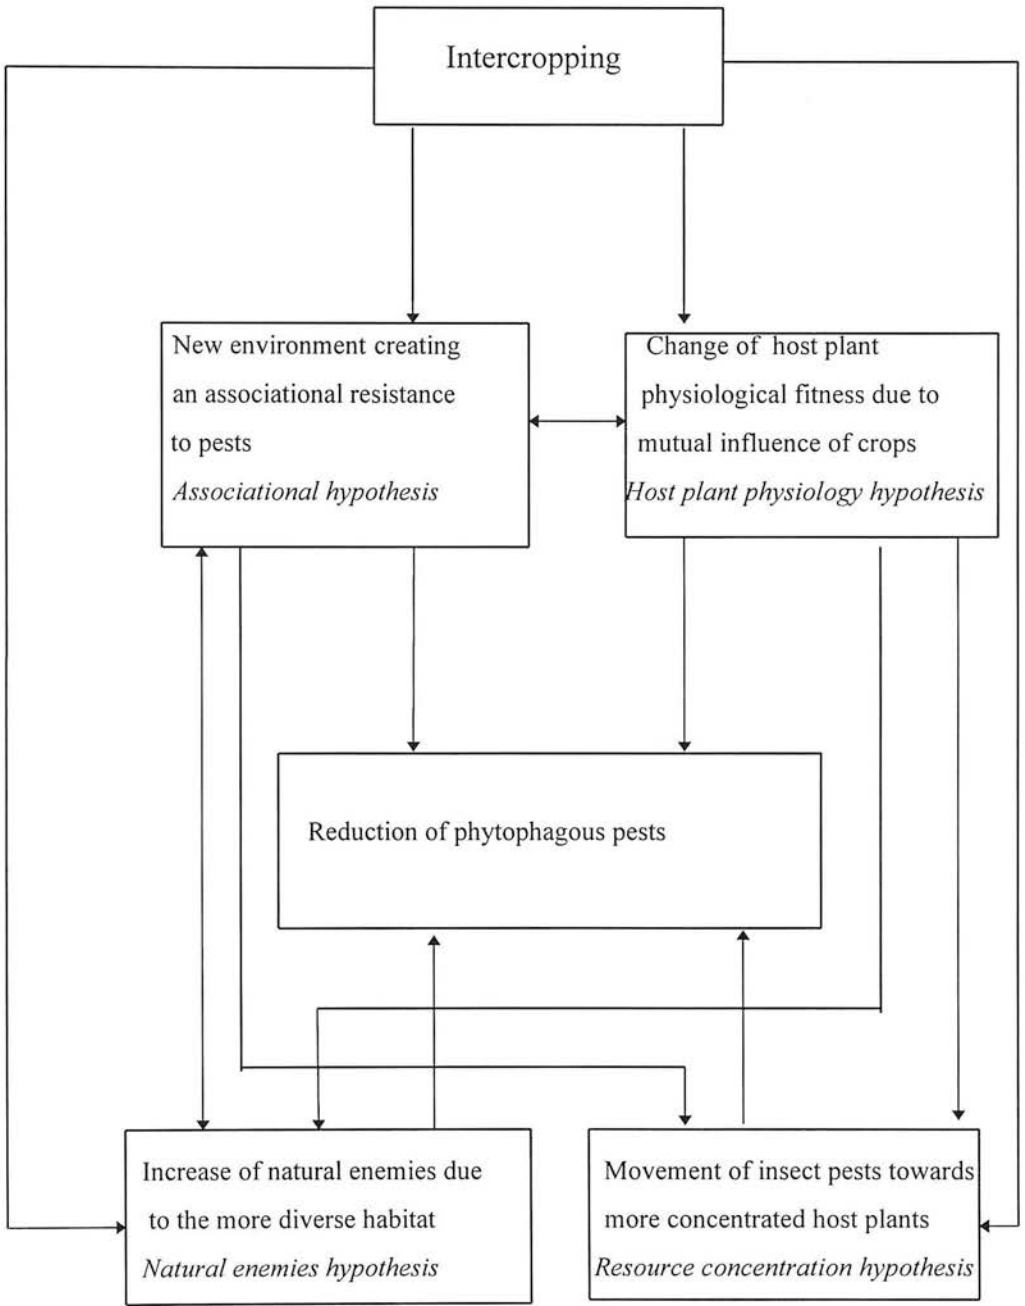 Intercropping
New environment creating
an associational resistance
to pests
Associational hypothesis
Change of host plant
physiological fitness due to
mutual influence of crops
Host plant physiology hypothesis
Reduction of phytophagous pests
Increase of natural enemies due
to the more diverse habitat
Natural enemies hypothesis
Movement of insect pests towards
more concentrated host plants
Resource concentration hypothesis